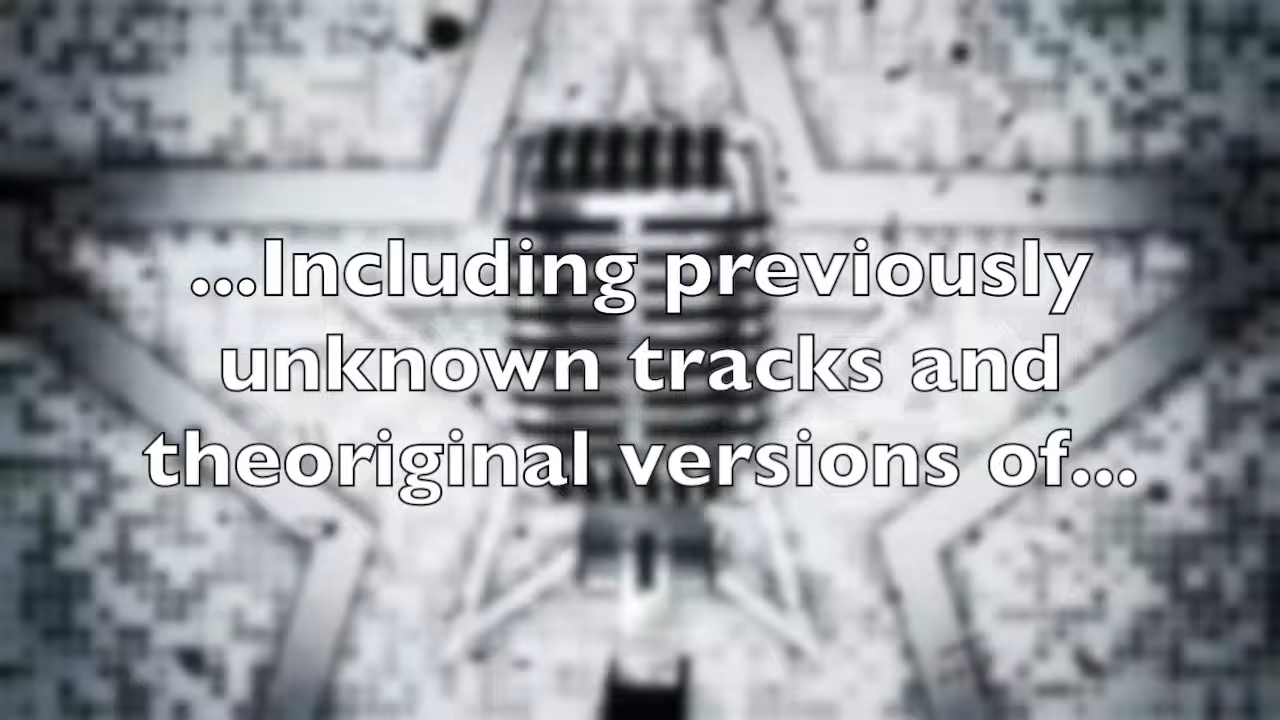 ...Including previously
unknown tracks and
theoriginal versions of...